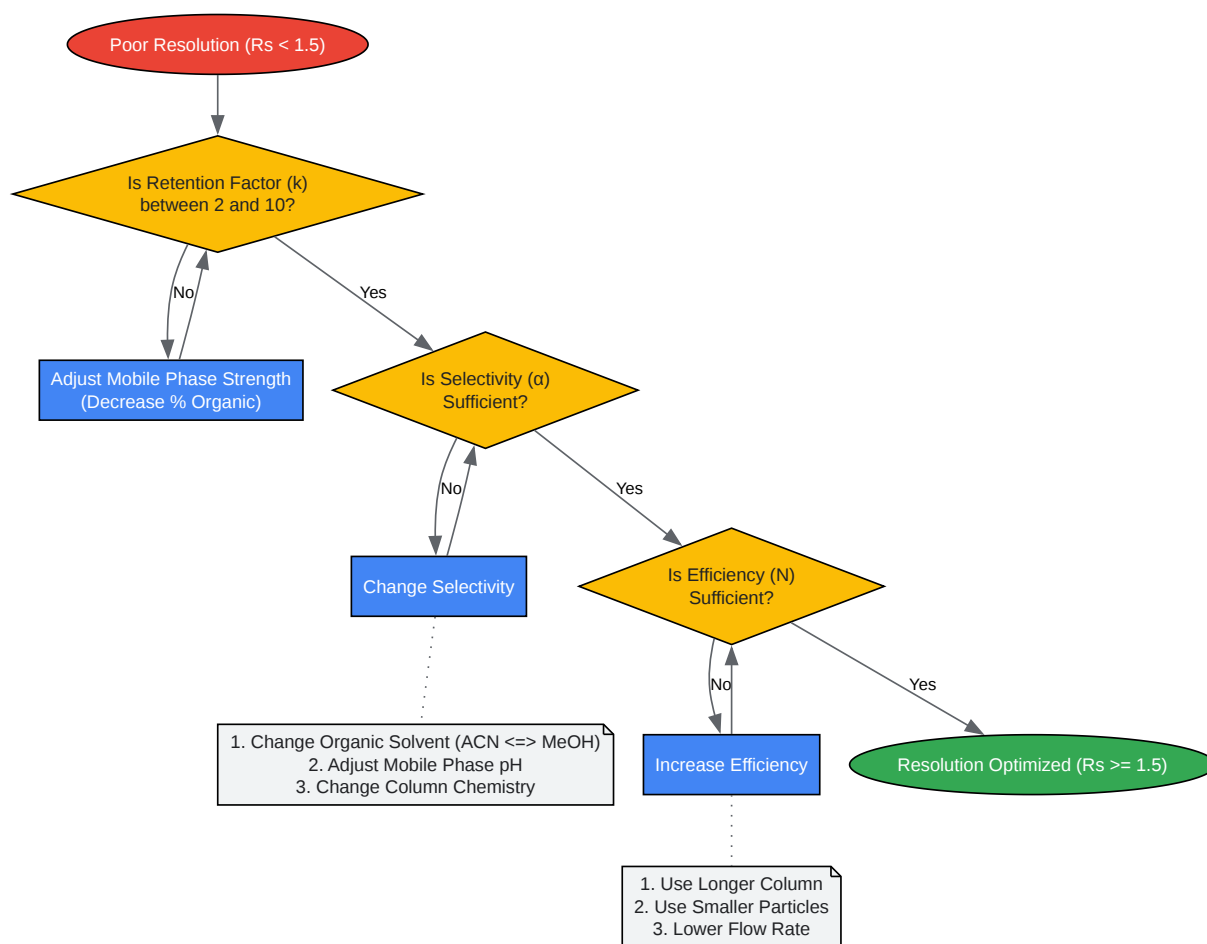 Poor Resolution (Rs < 1.5)
Is Retention Factor (k)
between 2 and 10?
No
Yes
Adjust Mobile Phase Strength
(Decrease % Organic)
Is Selectivity (α)
Sufficient?
No
Yes
Change Selectivity
Is Efficiency (N)
Sufficient?
No
Yes
1. Change Organic Solvent (ACN <=> MeOH)
2. Adjust Mobile Phase pH
3. Change Column Chemistry
Increase Efficiency
Resolution Optimized (Rs >= 1.5)
1. Use Longer Column
2. Use Smaller Particles
3. Lower Flow Rate